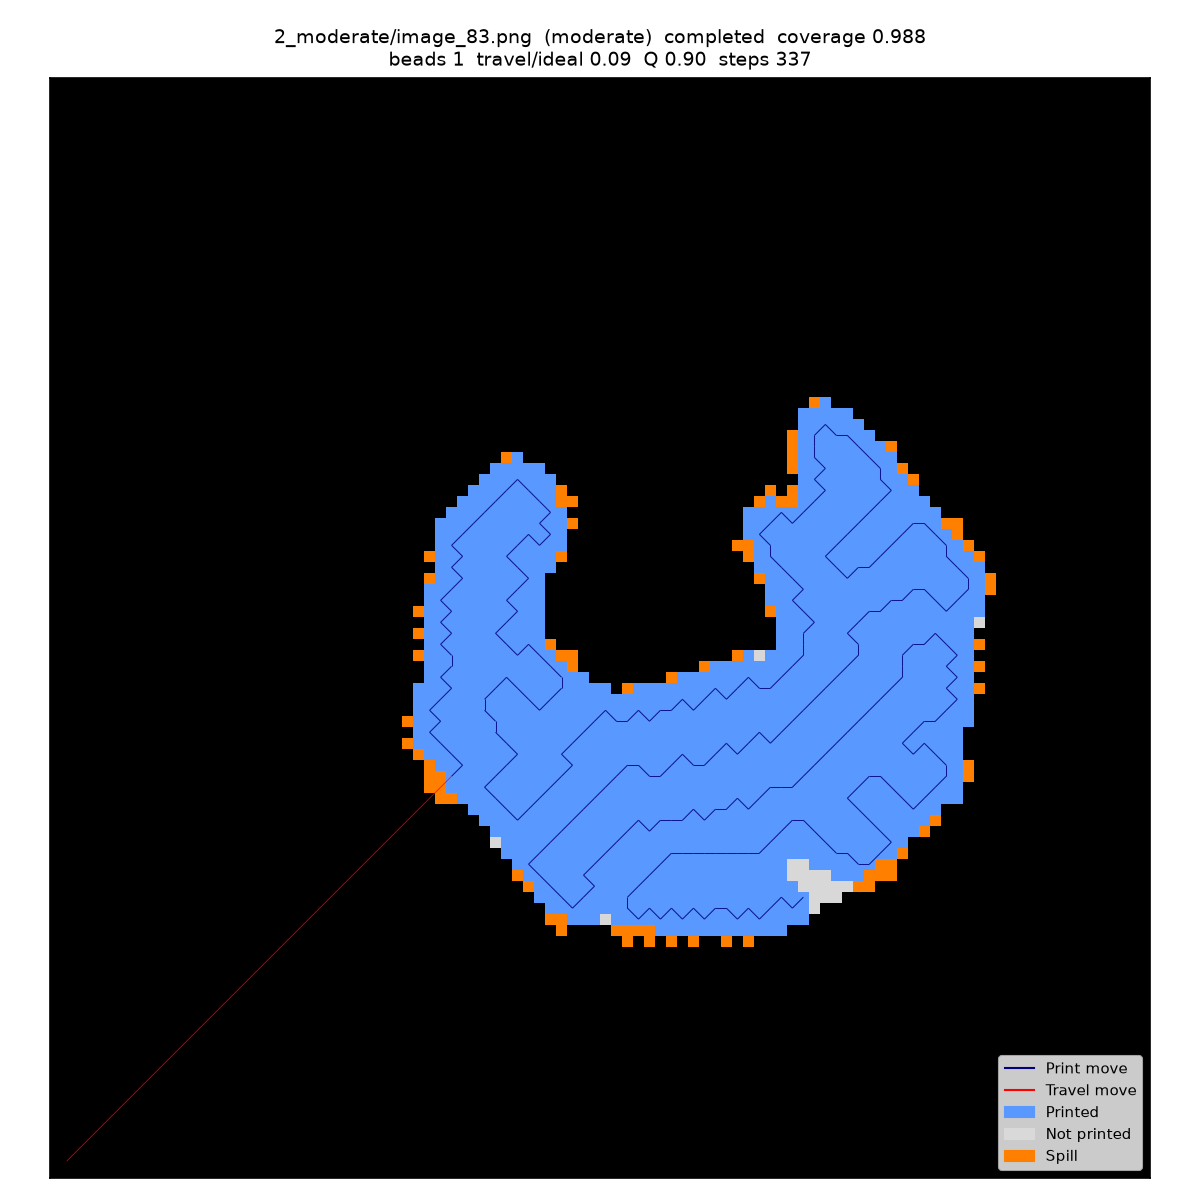 2_moderate/image_83.png  (moderate)  completed  coverage 0.988
beads 1  travel/ideal 0.09  Q 0.90  steps 337
Print move
Travel move
Printed
Not printed
Spill